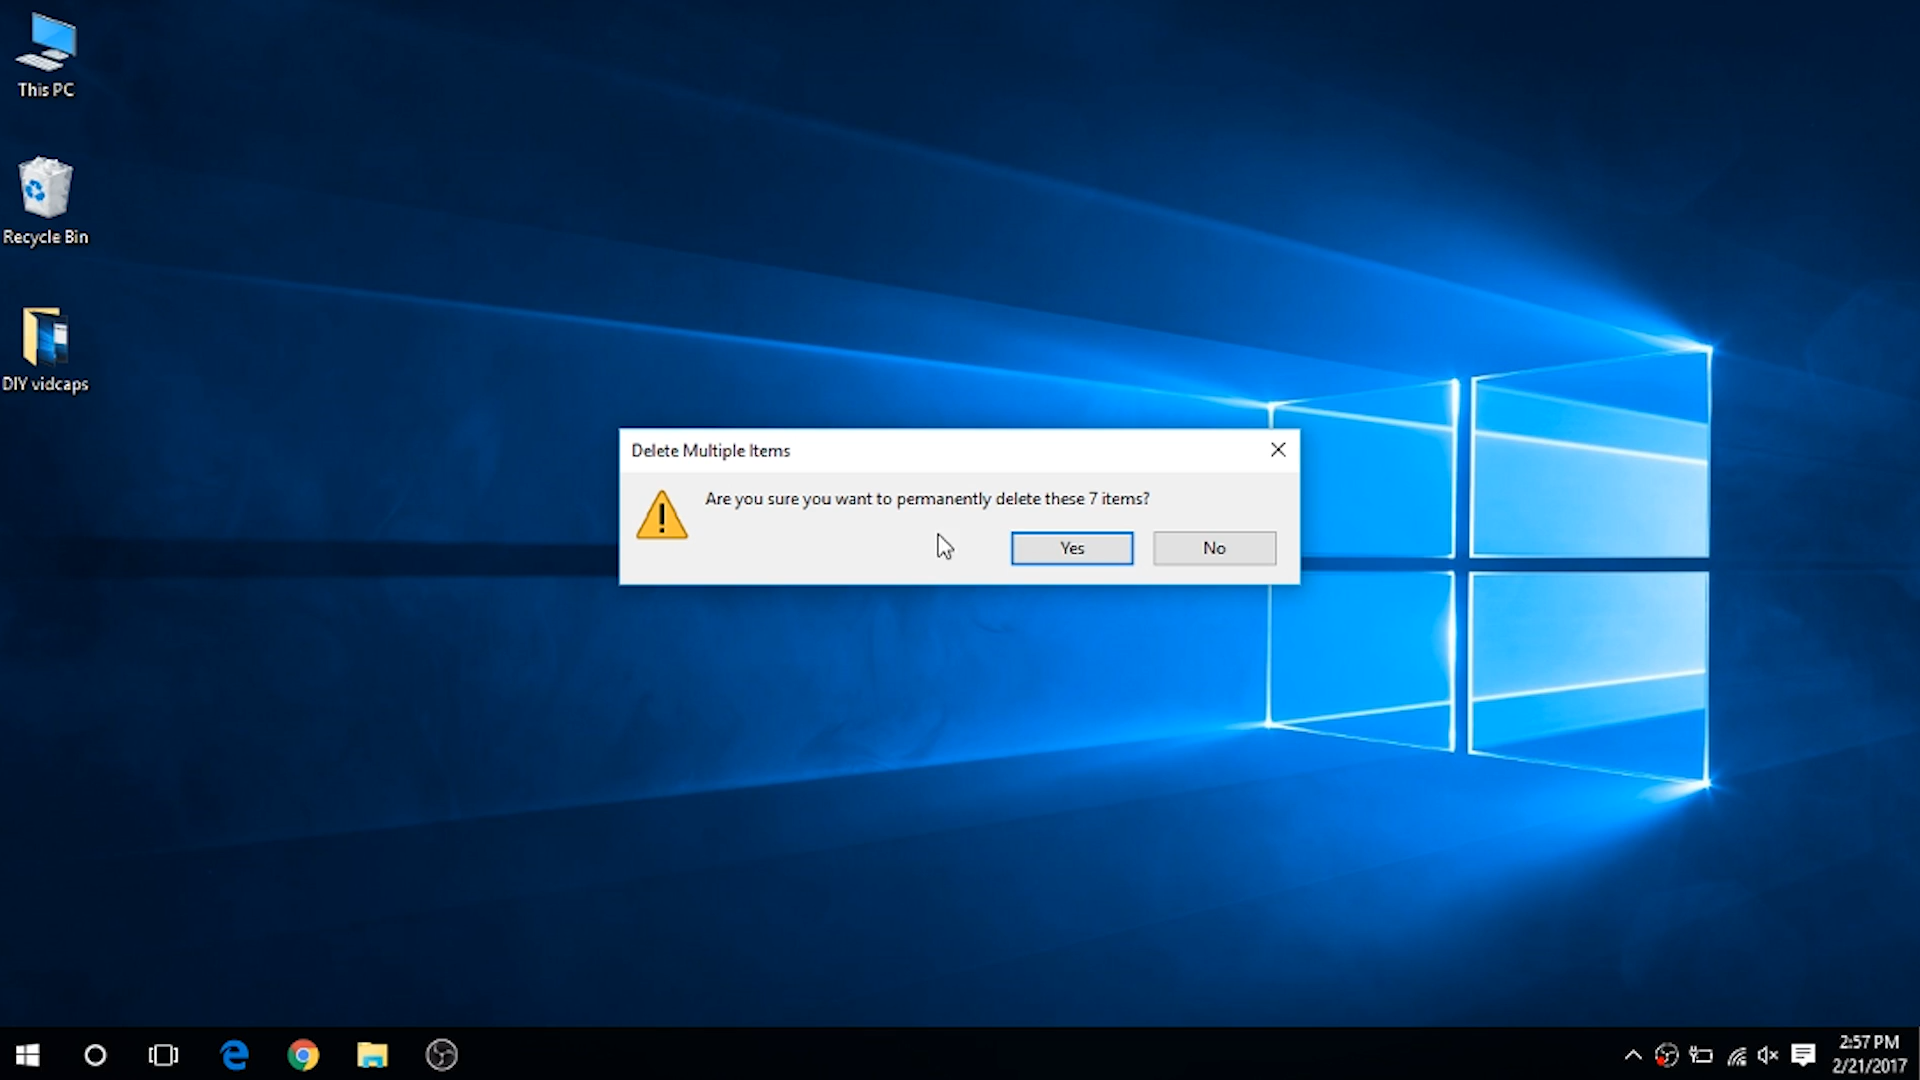 This PC
Recycle Bin
DIY vidcaps
Delete Multiple Items
Are you sure you want to permanently delete these 7 items?
Yes
No
2:57 PM
2/21/2017